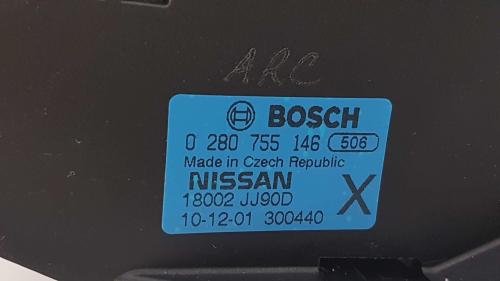 ARC
BOSCH
0 280 755 146 506
Made in Czech Republic
NISSAN
18002 JJ90D X
10-12-01 300440